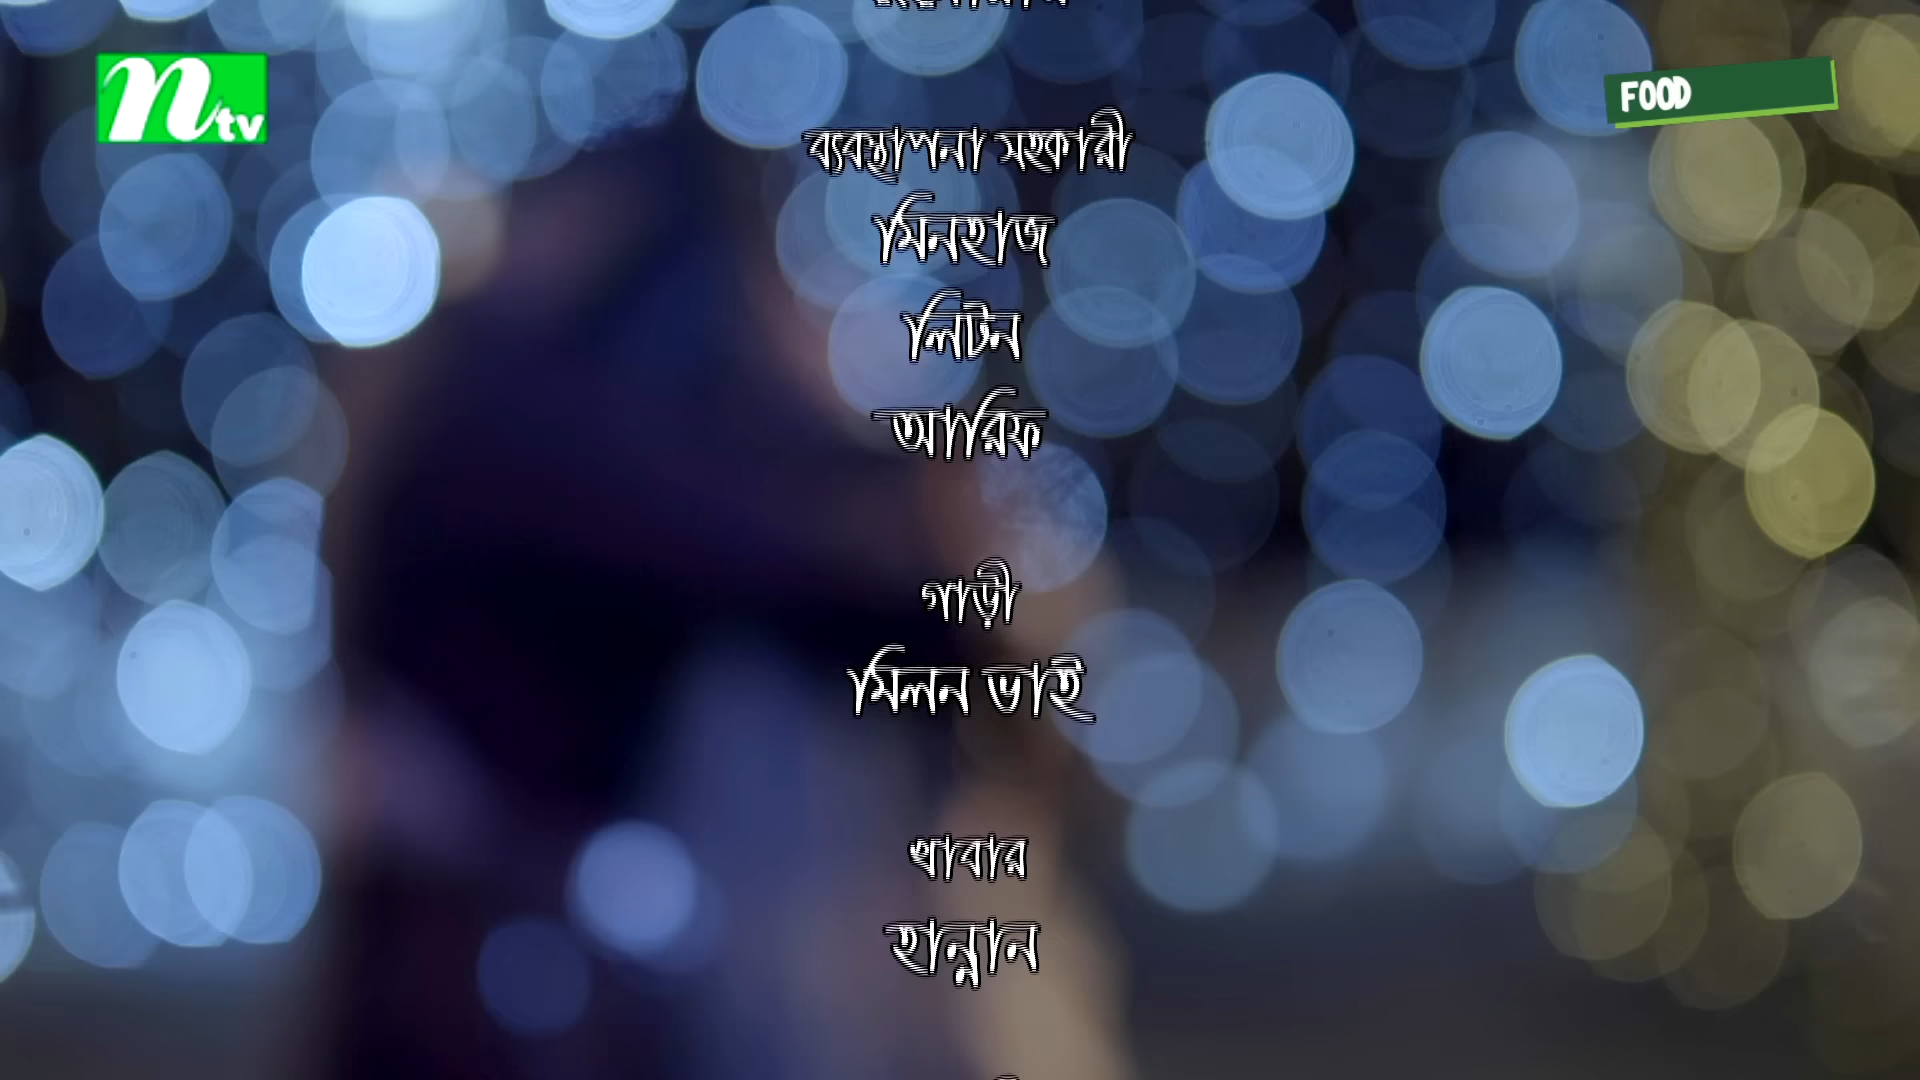 ntv
FOOD
ব্যবস্থাপনা সহকারী
মিনহাজ
লিটন
আরিফ
গাড়ী
মিলন ভাই
খাবার
হান্নান